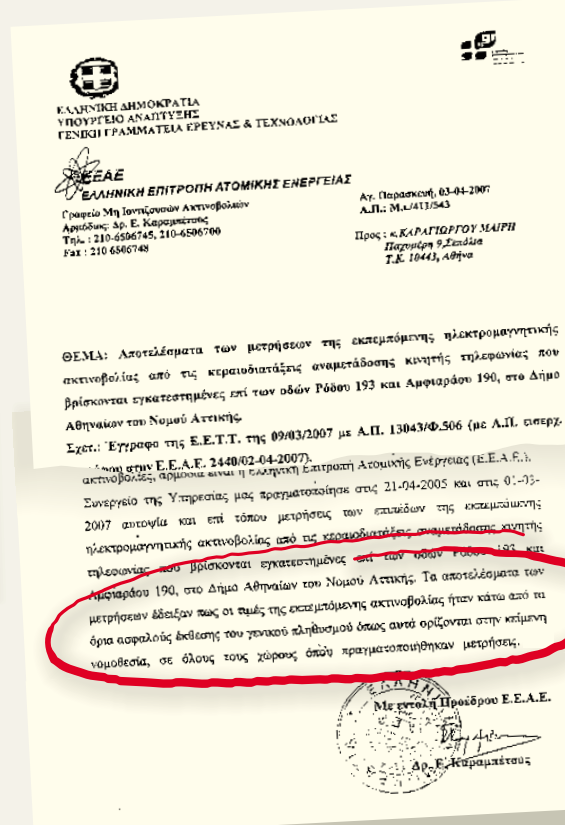 gr
ΕΛΛΗΝΙΚΗ ΔΗΜΟΚΡΑΤΙΑ
ΥΠΟΥΡΓΕΙΟ ΑΝΑΠΤΥΞΗΣ
ΓΕΝΙΚΗ ΓΡΑΜΜΑΤΕΙΑ ΕΡΕΥΝΑΣ & ΤΕΧΝΟΛΟΓΙΑΣ
ΕΕΑΕ
ΕΛΛΗΝΙΚΗ ΕΠΙΤΡΟΠΗ ΑΤΟΜΙΚΗΣ ΕΝΕΡΓΕΙΑΣ
Γραφείο Μη Ιοντιζουσών Ακτινοβολιών
Αρμόδιος: Δρ. Ε. Καραμπέτσος
Τηλ. : 210-6506745, 210-6506700
Fax : 210 6506748
Αγ. Παρασκευή, 03-04-2007
Α.Π.: Μ.ι./413/543
Προς : κ.ΚΑΡΑΓΙΩΡΓΟΥ ΜΑΙΡΗ
Παχυμέρη 9,Σεπόλια
Τ.Κ. 10443, Αθήνα
ΘΕΜΑ: Αποτελέσματα των μετρήσεων της εκπεμπόμενης ηλεκτρομαγνητικής
ακτινοβολίας από τις κεραιοδιατάξεις αναμετάδοσης κινητής τηλεφωνίας που
βρίσκονται εγκατεστημένες επί των οδών Ρόδου 193 και Αμφιαράου 190, στο Δήμο
Αθηναίων του Νομού Αττικής.
Σχετ.: Έγγραφο της Ε.Ε.Τ.Τ. της 09/03/2007 με Α.Π. 13043/Φ.506 (με Α.Π. εισερχ.
στην Ε.Ε.Α.Ε. 2440/02-04-2007).
ακτινοβολίες, αρμόδια είναι η Ελληνική Επιτροπή Ατομικής Ενέργειας (Ε.Ε.Α.Ε.).
Συνεργείο της Υπηρεσίας μας πραγματοποίησε στις 21-04-2005 και στις 01-03-
2007 αυτοψία και επί τόπου μετρήσεις των επιπέδων της εκπεμπόμενης
ηλεκτρομαγνητικής ακτινοβολίας από τις κεραιοδιατάξεις αναμετάδοσης κινητής
τηλεφωνίας που βρίσκονται εγκατεστημένες επί των οδών Ρόδου 193 και
Αμφιαράου 190, στο Δήμο Αθηναίων του Νομού Αττικής. Τα αποτελέσματα των
μετρήσεων έδειξαν πως οι τιμές της εκπεμπόμενης ακτινοβολίας ήταν κάτω από τα
όρια ασφαλούς έκθεσης του γενικού πληθυσμού όπως αυτά ορίζονται στην κείμενη
νομοθεσία, σε όλους τους χώρους όπου πραγματοποιήθηκαν μετρήσεις.
ΕΛΛΗΝΙ
Με εντολή Προέδρου Ε.Ε.Α.Ε.
Δρ. Ε. Καραμπέτσος